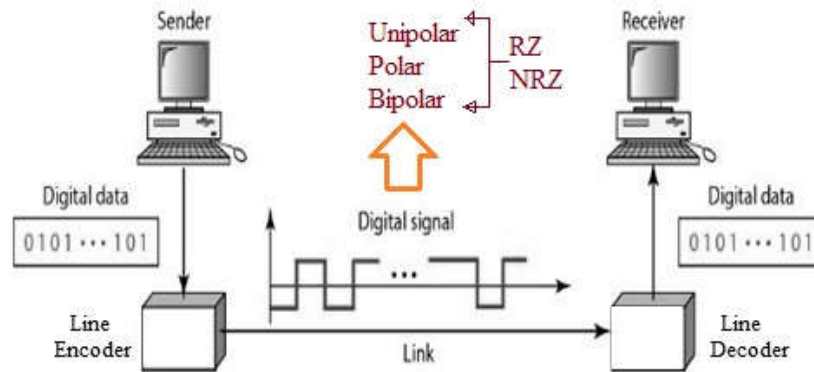 Sender
Unipolar
Polar
Bipolar
RZ
NRZ
Receiver
Digital data
0101 ··· 101
Digital signal
...
Digital data
0101 ··· 101
Line
Encoder
Link
Line
Decoder